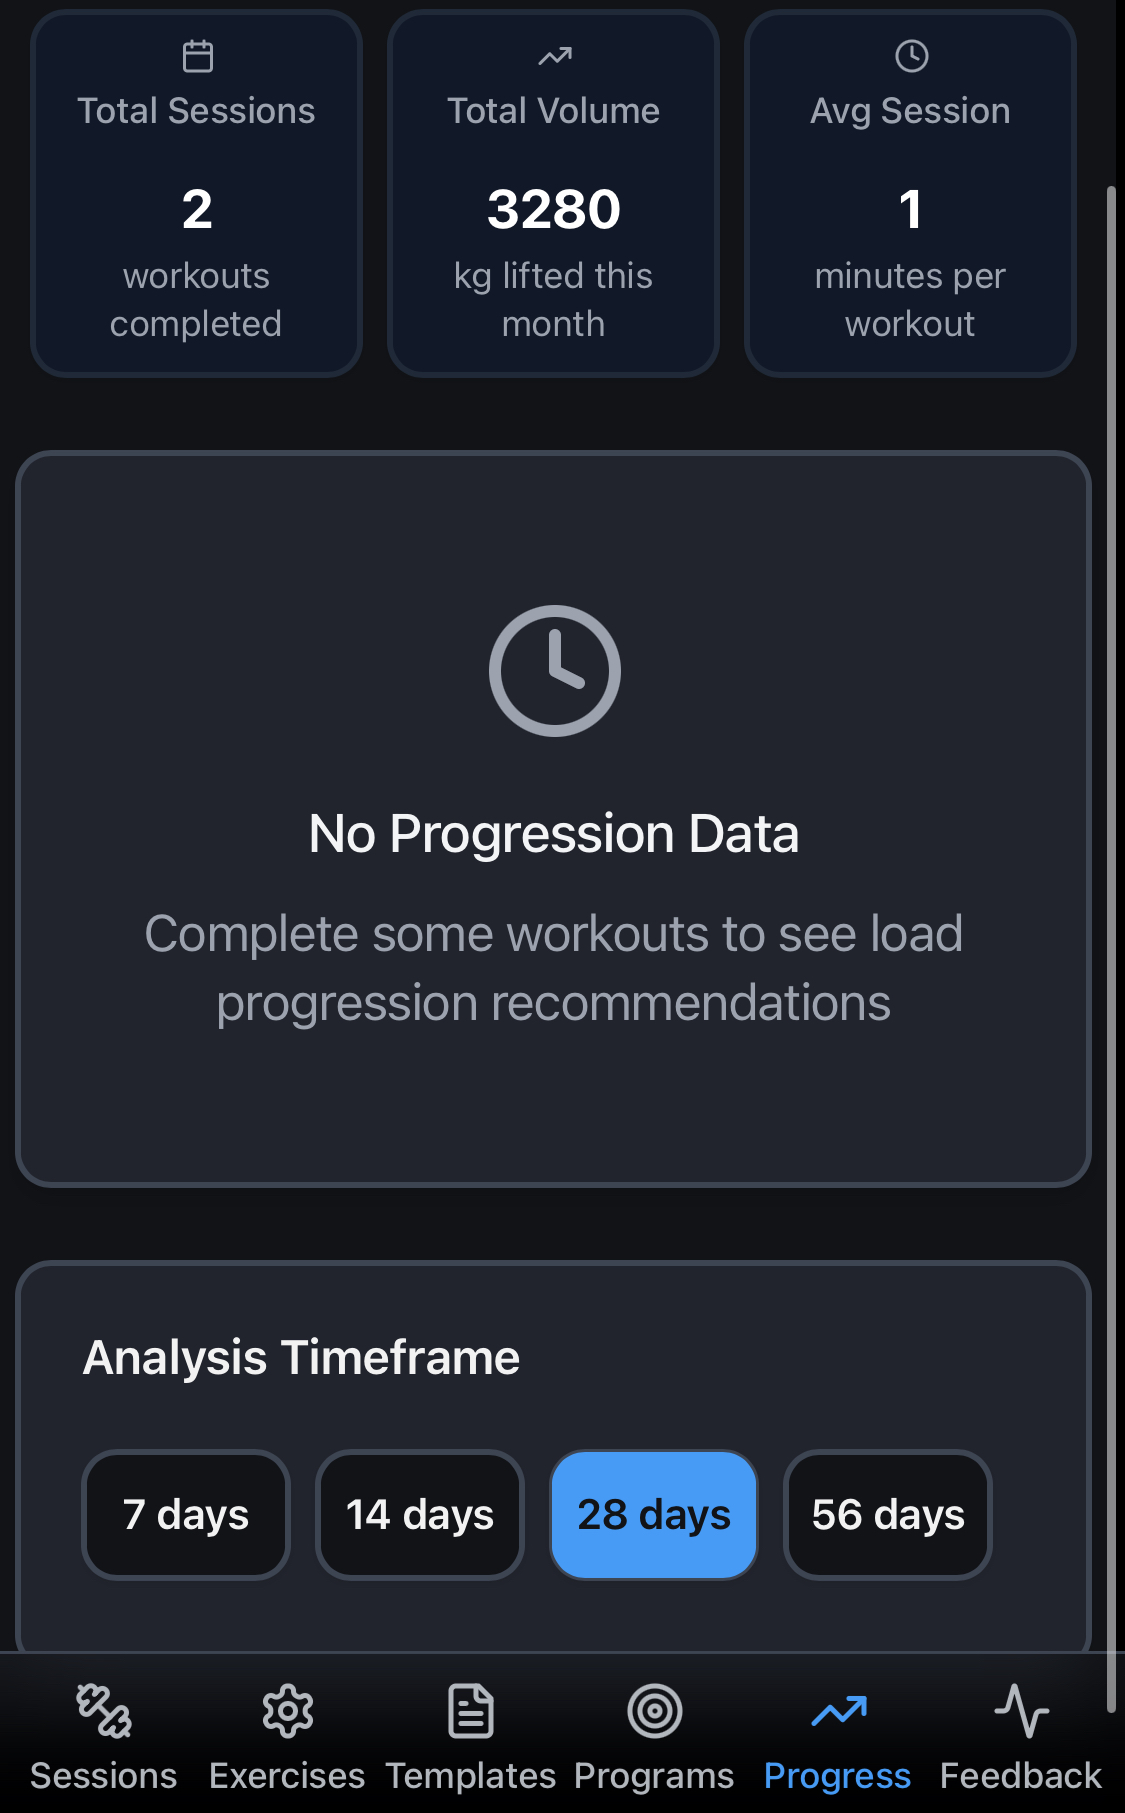 Total Sessions
2
workouts
completed
Total Volume
3280
kg lifted this
month
Avg Session
1
minutes per
workout
No Progression Data
Complete some workouts to see load
progression recommendations
Analysis Timeframe
7 days
14 days
28 days
56 days
Sessions
Exercises
Templates
Programs
Progress
Feedback